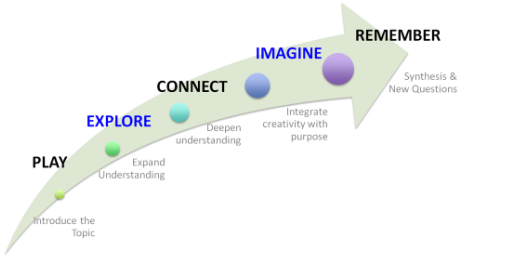 PLAY
Introduce the
Topic
EXPLORE
Expand
Understanding
CONNECT
Deepen
understanding
IMAGINE
Integrate
creativity with
purpose
REMEMBER
Synthesis &
New Questions